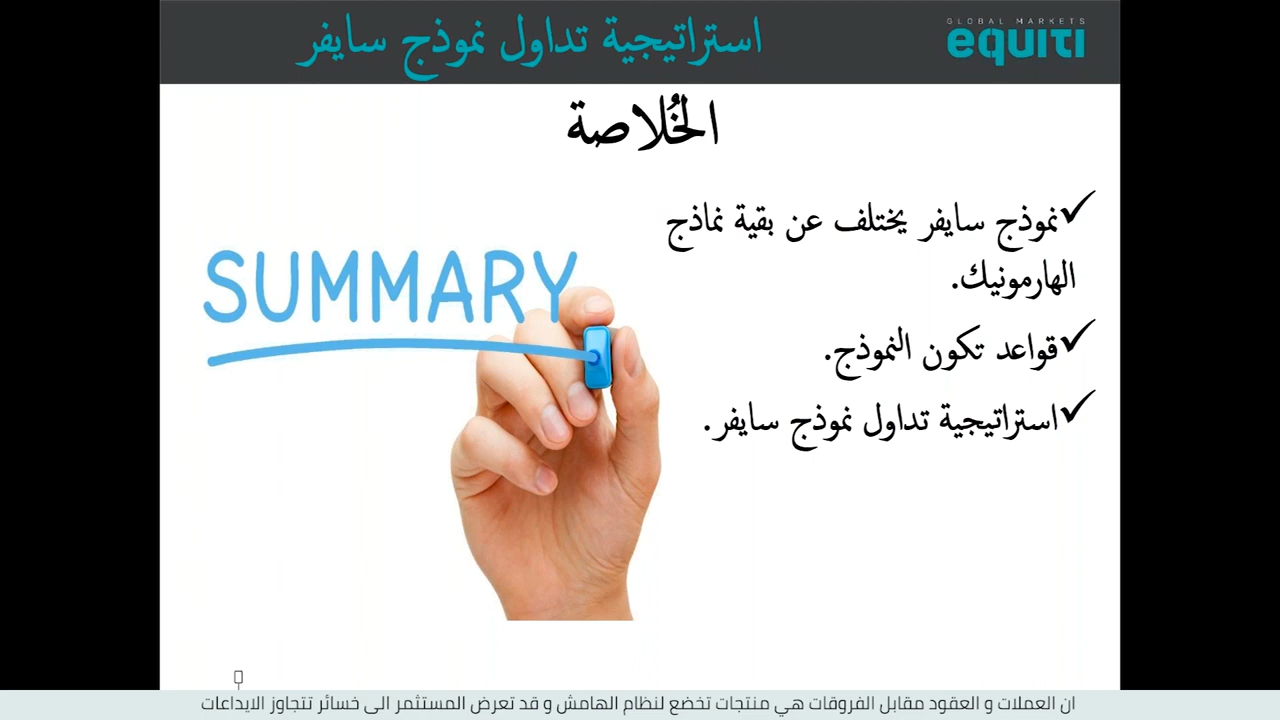 استراتيجية تداول نموذج سايفر
GLOBAL MARKETS
equiti
الخُلاصة
✓نموذج سايفر يختلف عن بقية نماذج
الهارمونيك.
✓قواعد تكون النموذج.
✓استراتيجية تداول نموذج سايفر.
SUMMARY
ان العملات و العقود مقابل الفروقات هي منتجات تخضع لنظام الهامش و قد تعرض المستثمر الى خسائر تتجاوز الايداعات